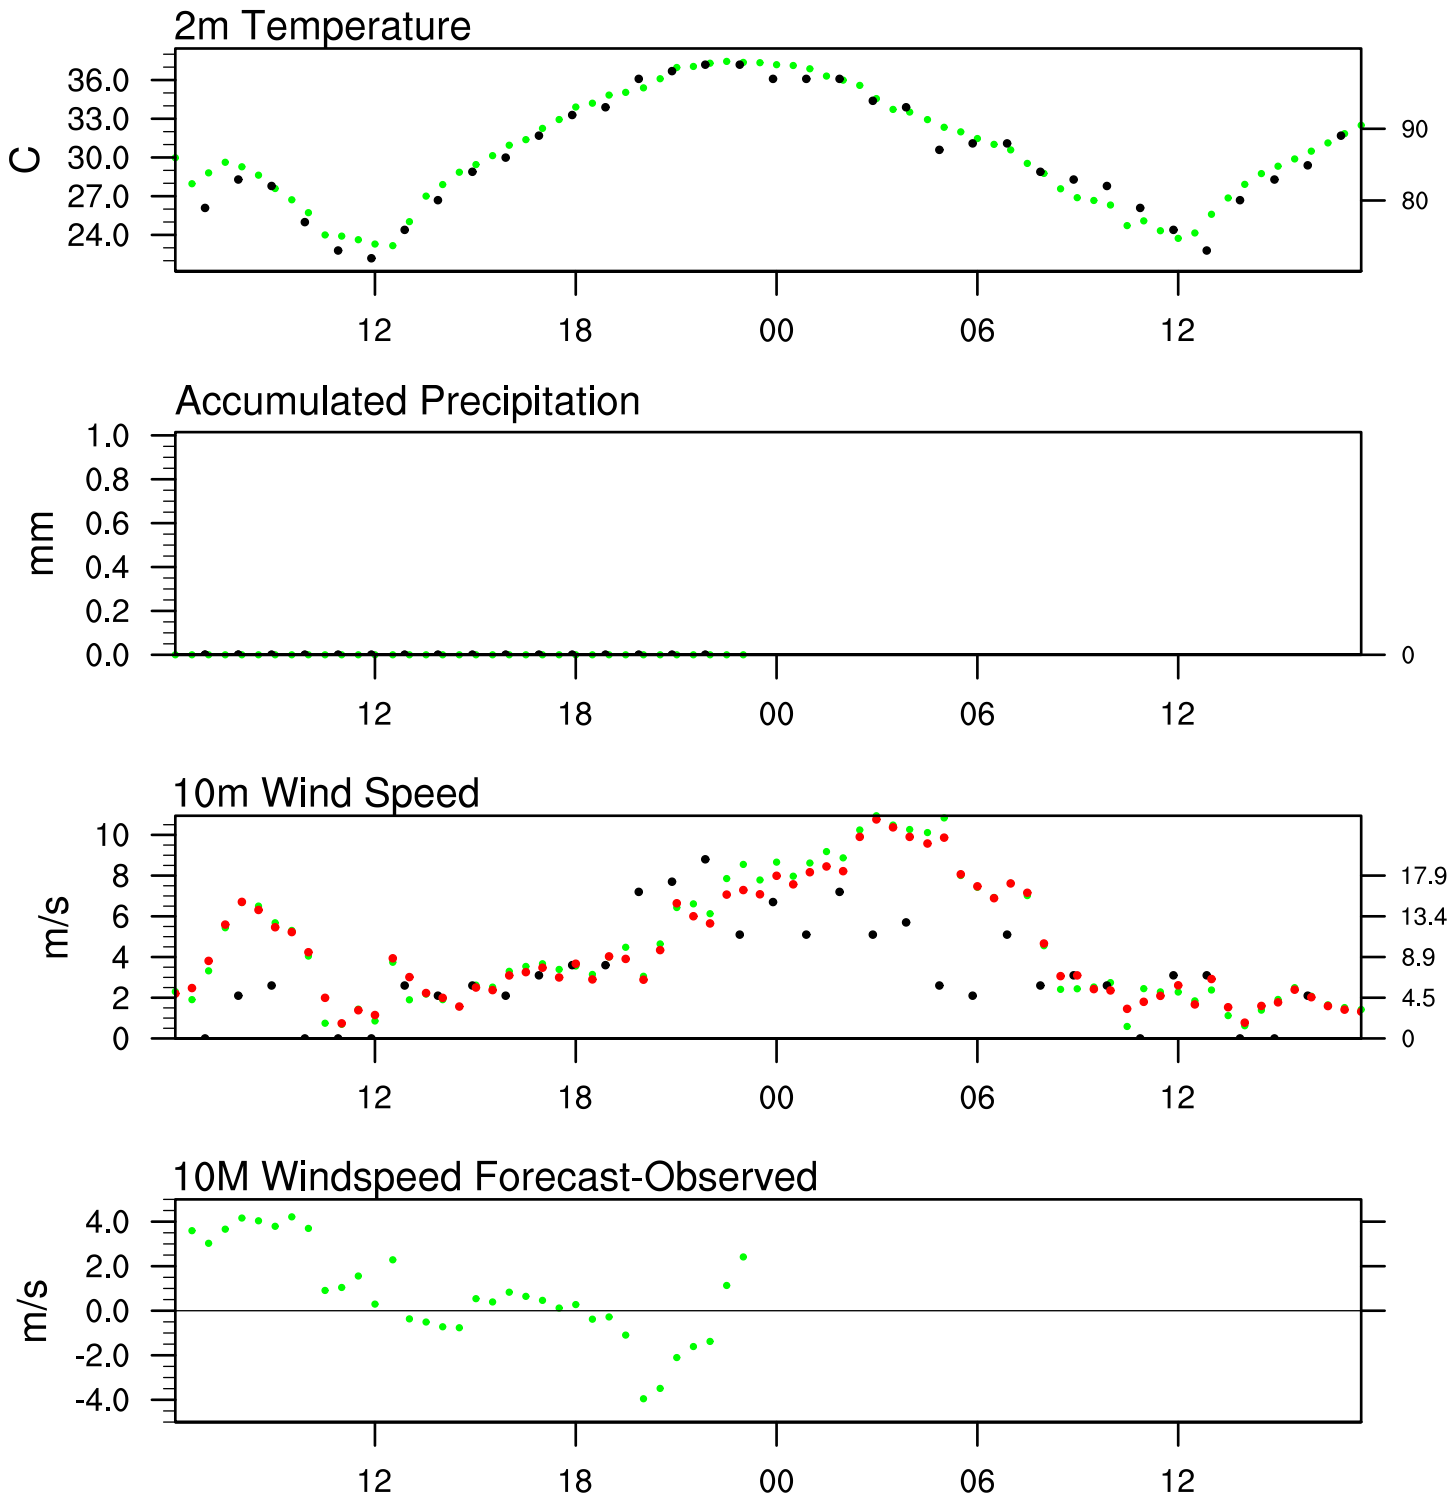 2m Temperature
36.0
33.0
30.0
27.0
24.0
C
90
80
12 18 00 06 12
Accumulated Precipitation
1.0
0.8
0.6
0.4
0.2
0.0
mm
0
12 18 00 06 12
10m Wind Speed
10
8
6
4
2
0
m/s
17.9
13.4
8.9
4.5
0
12 18 00 06 12
10M Windspeed Forecast-Observed
4.0
2.0
0.0
-2.0
-4.0
m/s
12 18 00 06 12